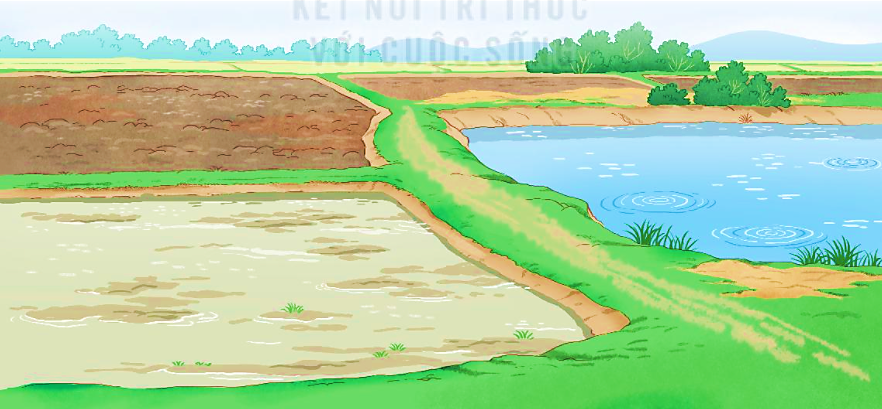 KẾT NỐI TRI THỨC
VỚI CUỘC SỐNG